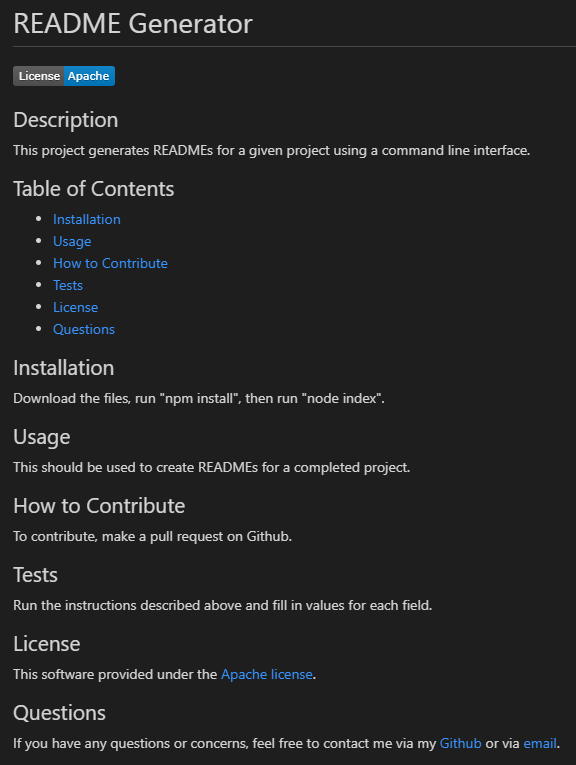 README Generator
License Apache
Description
This project generates READMEs for a given project using a command line interface.
Table of Contents
Installation
Usage
How to Contribute
Tests
License
Questions
Installation
Download the files, run "npm install", then run "node index".
Usage
This should be used to create READMEs for a completed project.
How to Contribute
To contribute, make a pull request on Github.
Tests
Run the instructions described above and fill in values for each field.
License
This software provided under the Apache license.
Questions
If you have any questions or concerns, feel free to contact me via my Github or via email.